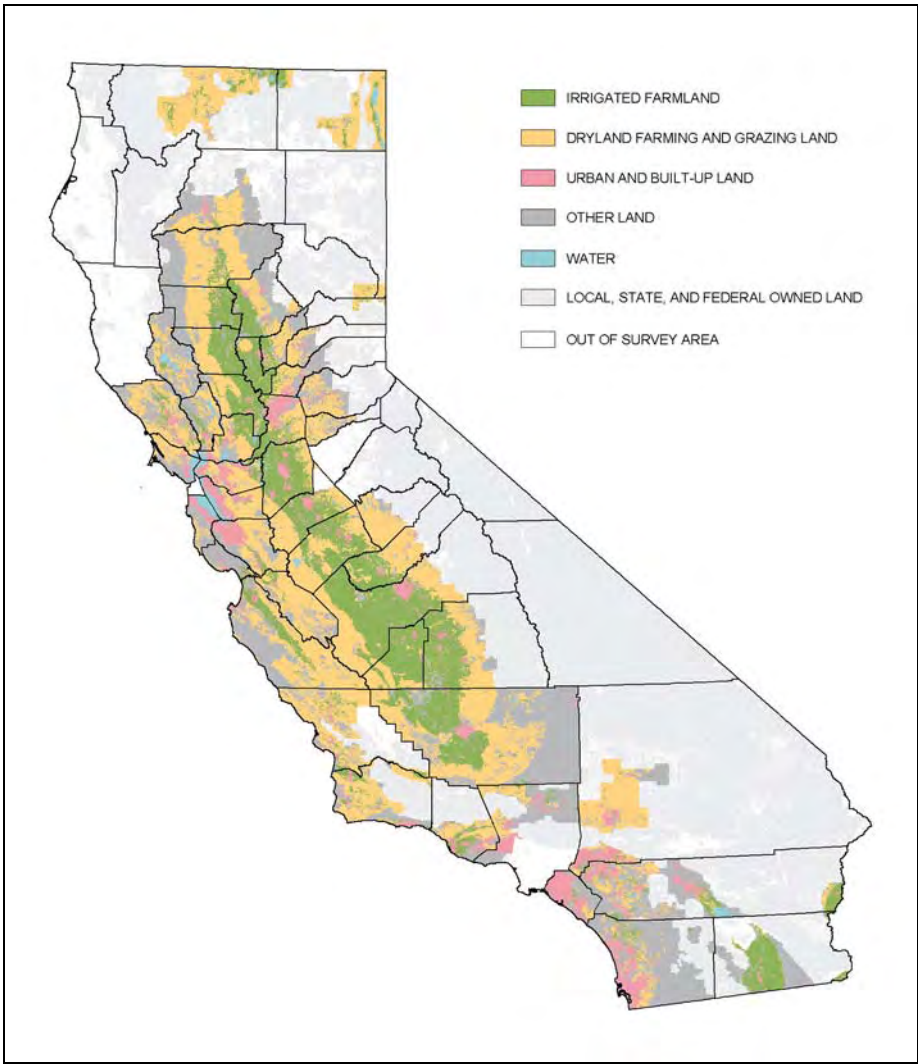 IRRIGATED FARMLAND
DRYLAND FARMING AND GRAZING LAND
URBAN AND BUILT-UP LAND
OTHER LAND
WATER
LOCAL, STATE, AND FEDERAL OWNED LAND
OUT OF SURVEY AREA